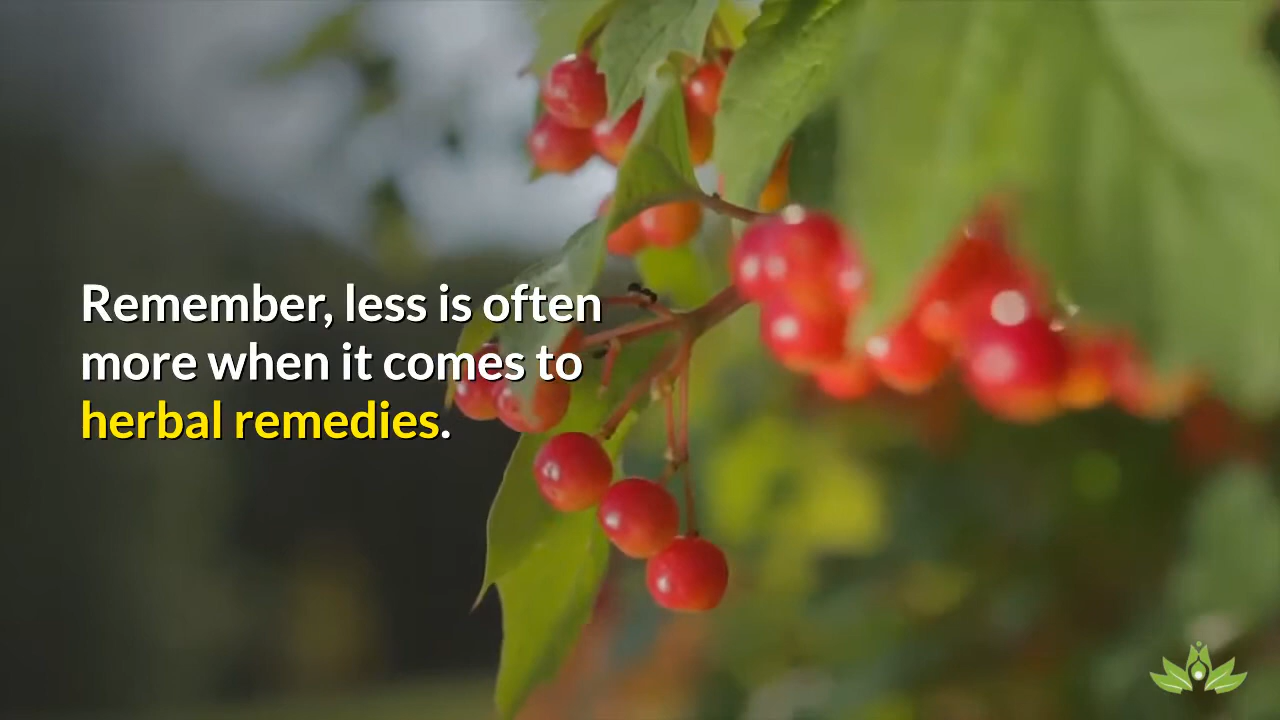 Remember, less is often
more when it comes to
herbal remedies.